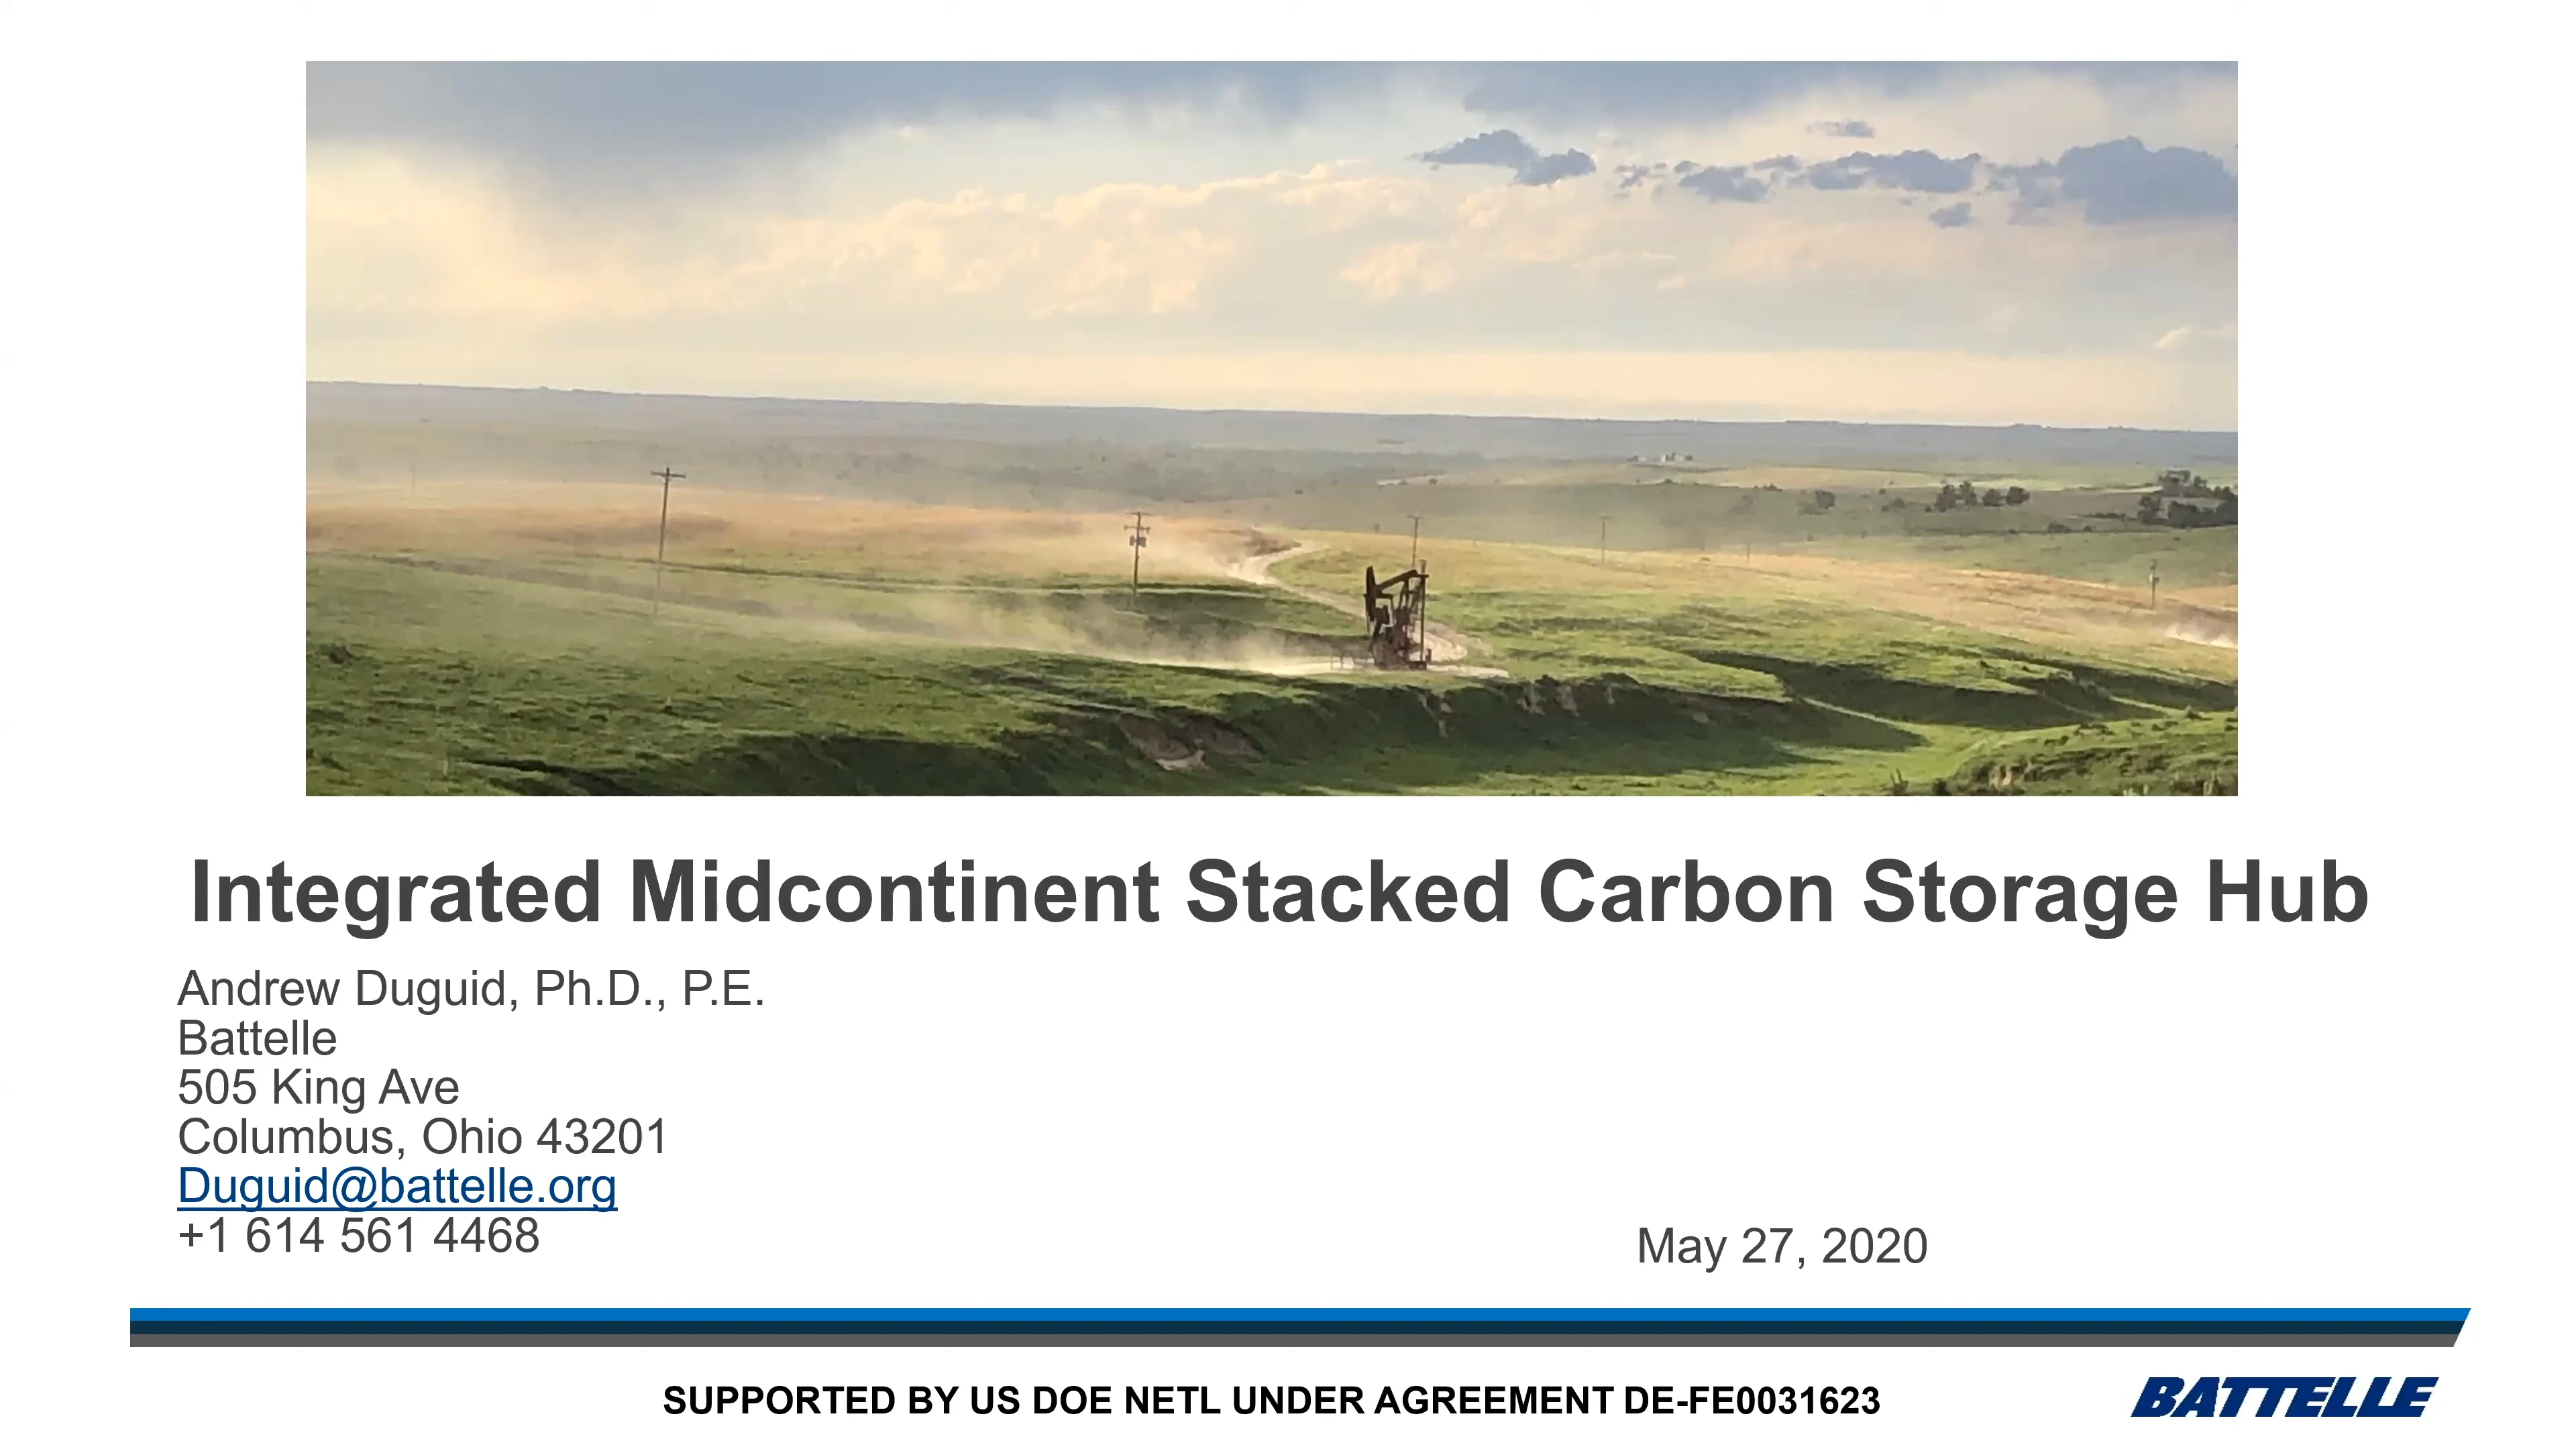 Integrated Midcontinent Stacked Carbon Storage Hub
Andrew Duguid, Ph.D., P.E.
Battelle
505 King Ave
Columbus, Ohio 43201
Duguid@battelle.org
+1 614 561 4468
May 27, 2020
SUPPORTED BY US DOE NETL UNDER AGREEMENT DE-FE0031623
BATTELLE